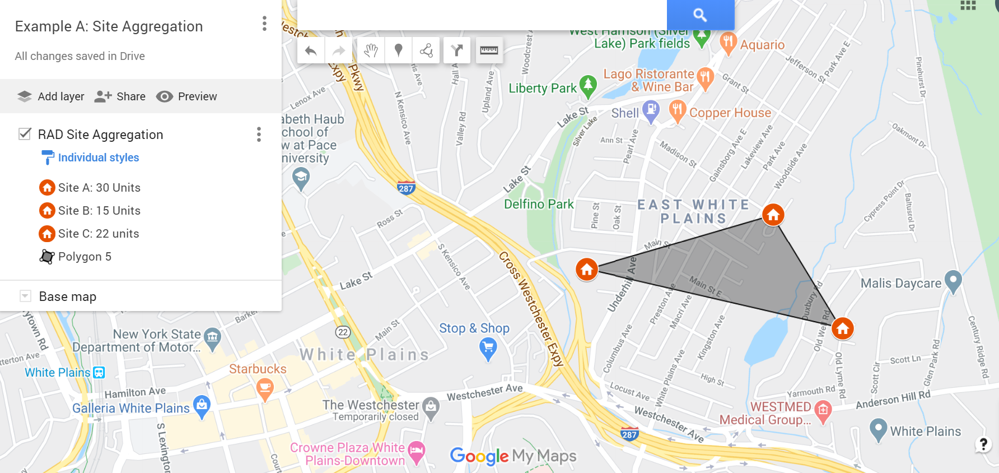 Example A: Site Aggregation
All changes saved in Drive
Add layer
Share
Preview
RAD Site Aggregation
Individual styles
Site A: 30 Units
Site B: 15 Units
Site C: 22 units
Polygon 5
Base map
West Harrison (Silver
Lake) Park fields
Aquario
Jefferson St
Park Ave E
Pinehurst Dr
Woodcrest
Hall A
Upland Ave
Pkwy
Expy
Lago Ristorante
& Wine Bar
Grant St
Liberty Park
Lenox Ave
N Kensico Ave
Valley Rd
Lake St
Silver Lake
Shell
Copper House
abeth Haub
chool of
w at Pace
niversity
Ann St
Pearl Ave
Madison St
Gainsborg Ave E
Lakeview Ave
Park Ave
Woodside Ave
Oakmont Dr
287
Lake St
Delfino Park
Pine St
Oak St
EAST WHITE
PLAINS
Cypress Point Dr
Baltusrol Dr
Ross St
S Kensico Ave
Main St
Cross Westchester Expy
Underhill Ave
Main St E
Preston Ave
Macri Ave
Duxbury Rd
Old Well Rd
Malis Daycare
Lake St
Barker
ytown Rd
New York State
Department of Motor...
22
Main St
Stop & Shop
White Plains
Columbus Ave
Kingston Ave
Century Ridge Rd
tterton Ave
White Plains
Starbucks
Hamilton Ave
Galleria White Plains
Westchester Ave
The Westchester
Temporarily closed
White Plains Ave
High St
Locust Ave
Old Lyme Rd
Scott Ln
Scott Cir
Glen Park Rd
Yarmouth Rd
Anderson Hill Rd
WESTMED
Medical Group...
Westchester Ave
287
White Plains
S Lexington
Crowne Plaza White
Plains-Downtown
Court
Google My Maps
?